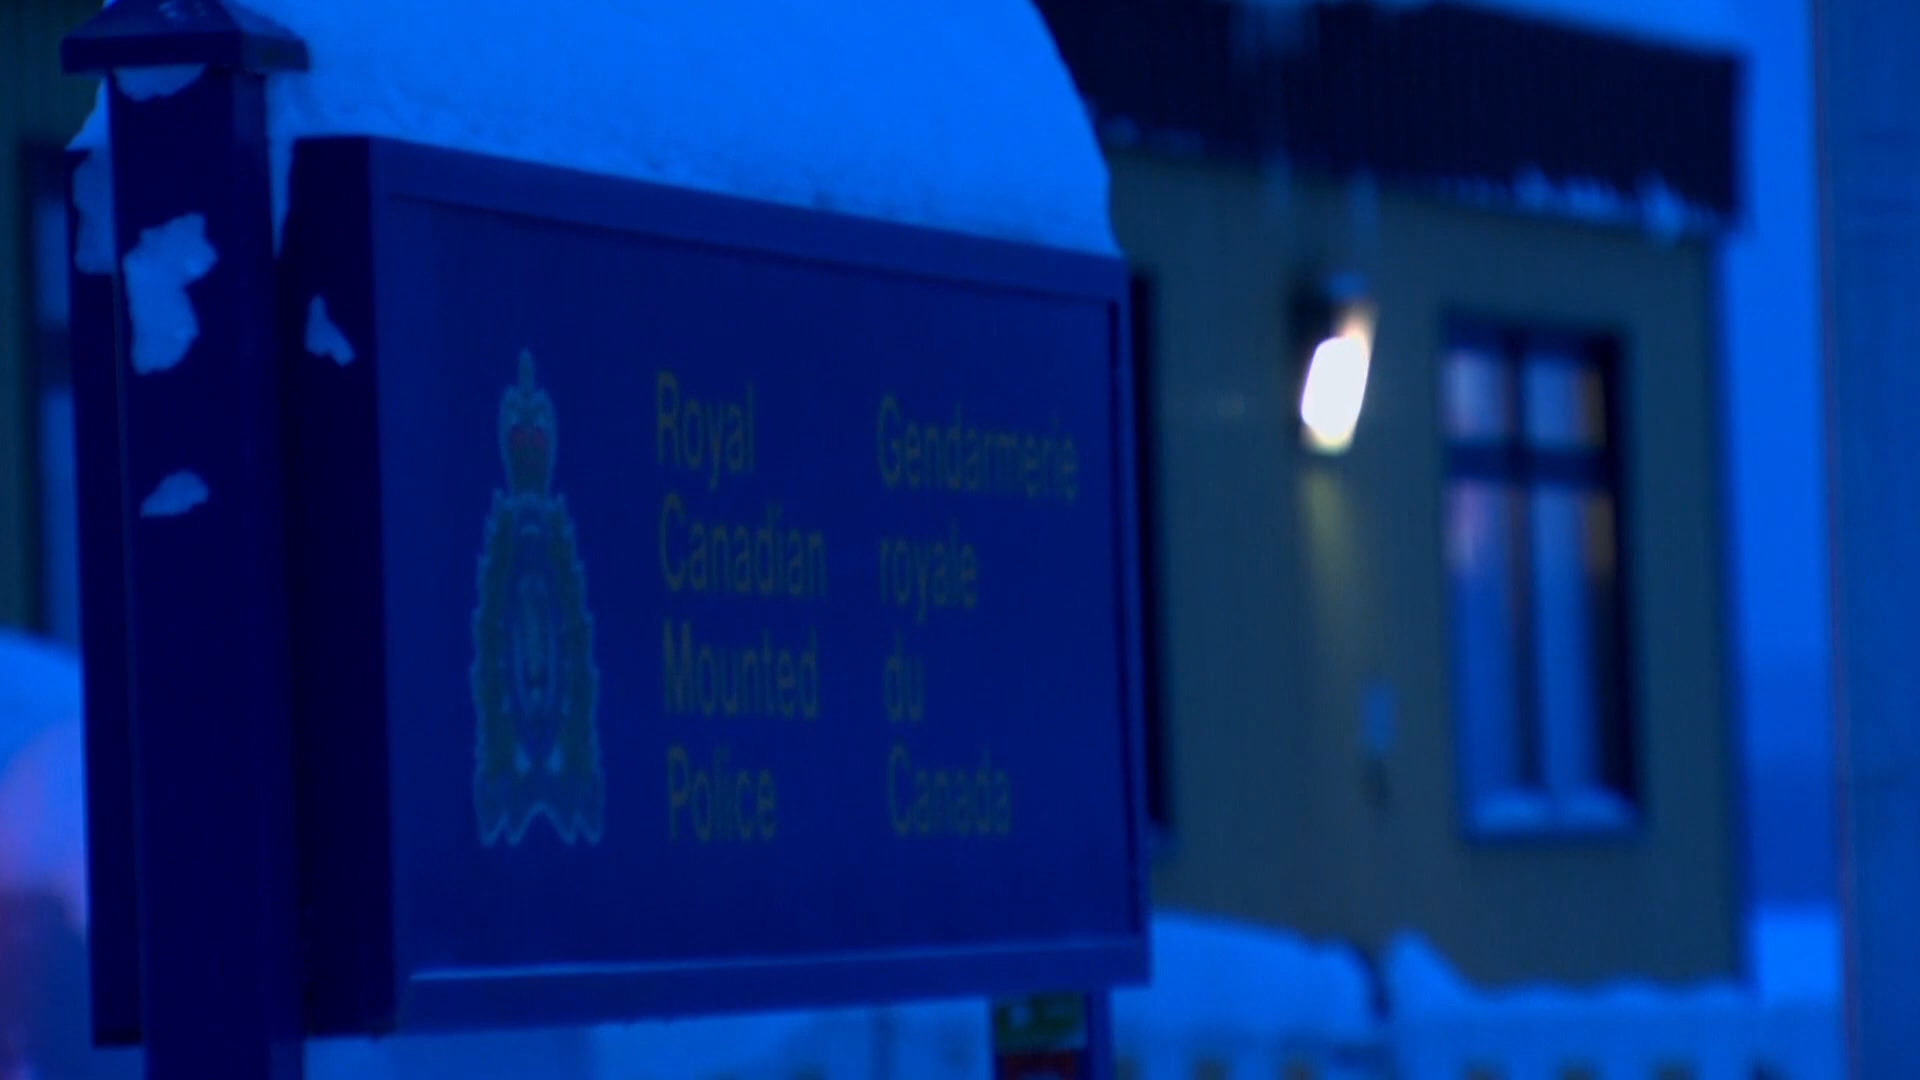 Royal
Canadian
Mounted
Police
Gendarmerie
royale
du
Canada